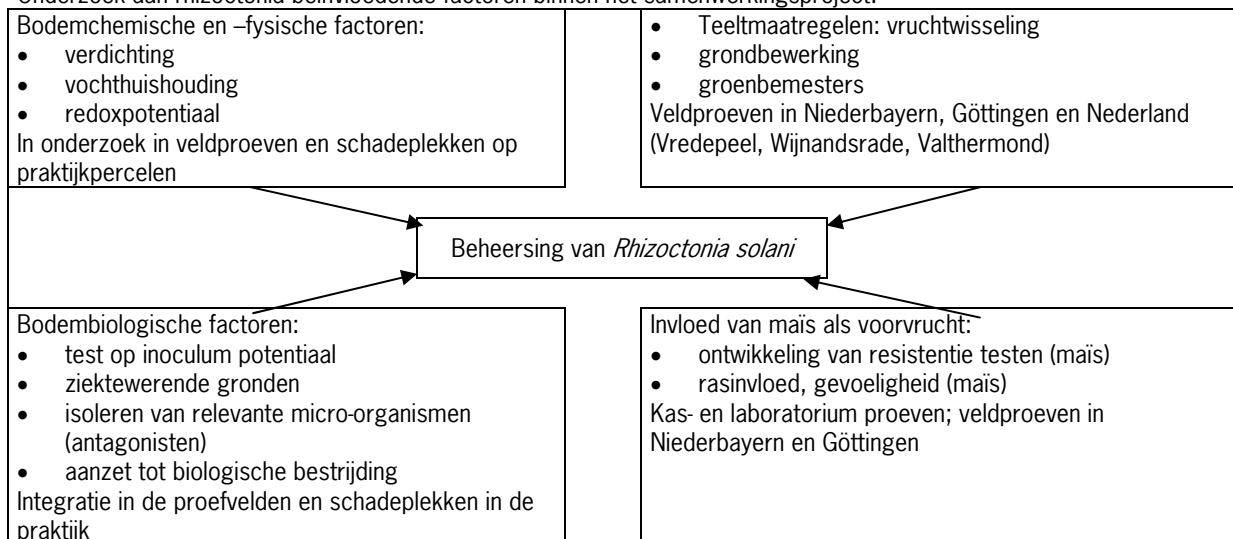 Onderzoek aan rhizoctonia beïnvloedende factoren binnen het samenwerkingsproject.
Bodemchemische en –fysische factoren:
• verdichting
• vochthuishouding
• redoxpotentiaal
In onderzoek in veldproeven en schadeplekken op
praktijkpercelen
• Teeltmaatregelen: vruchtwisseling
• grondbewerking
• groenbemesters
Veldproeven in Niederbayern, Göttingen en Nederland
(Vredepeel, Wijnandsrade, Valthermond)
Beheersing van Rhizoctonia solani
Bodembiologische factoren:
• test op inoculum potentiaal
• ziektewerende gronden
• isoleren van relevante micro-organismen
(antagonisten)
• aanzet tot biologische bestrijding
Integratie in de proefvelden en schadeplekken in de
praktijk
Invloed van maïs als voorvrucht:
• ontwikkeling van resistentie testen (maïs)
• rasinvloed, gevoeligheid (maïs)
Kas- en laboratorium proeven; veldproeven in
Niederbayern en Göttingen